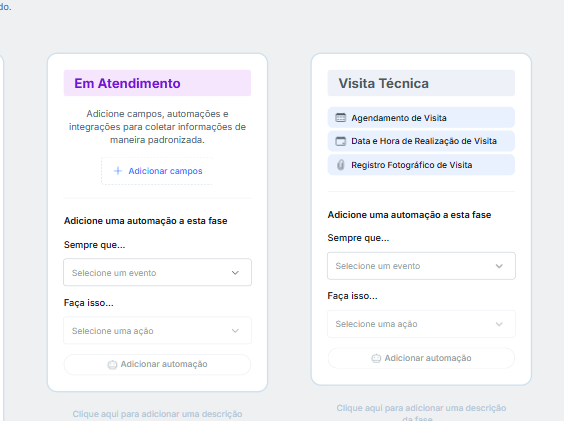 do.
Em Atendimento
Adicione campos, automações e
integrações para coletar informações de
maneira padronizada.
Adicionar campos
Adicione uma automação a esta fase
Sempre que...
Selecione um evento
Faça isso...
Selecione uma ação
Adicionar automação
Clique aqui para adicionar uma descrição
Visita Técnica
Agendamento de Visita
Data e Hora de Realização de Visita
Registro Fotográfico de Visita
Adicione uma automação a esta fase
Sempre que...
Selecione um evento
Faça isso...
Selecione uma ação
Adicionar automação
Clique aqui para adicionar uma descrição
da fase